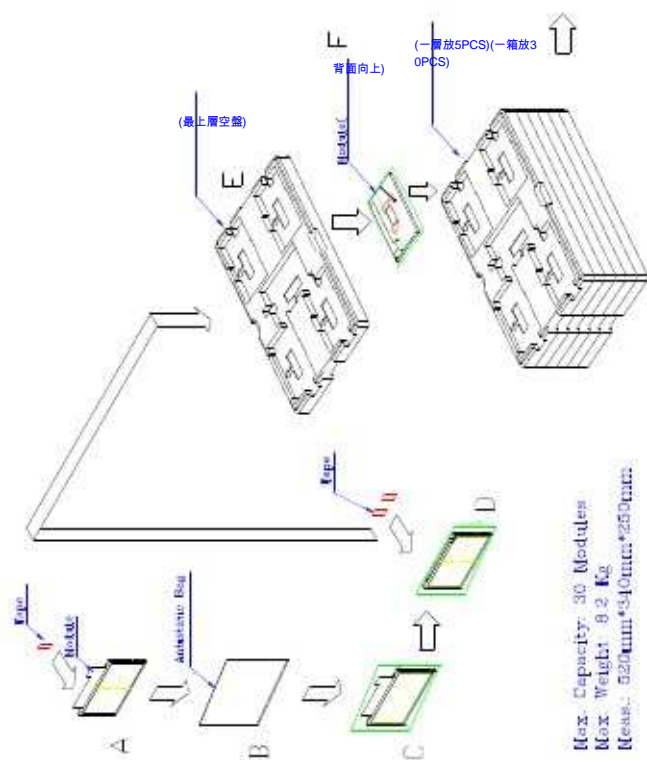 Tape
Module
A
Antistatic Bag
B
C
Tape
D
(最上層空盤)
E
F
Module(
背面向上)
(一層放5PCS)(一箱放3
0PCS)
Max. Capacity: 30 Modules
Max. Weight: 8.2 Kg
Meas.: 520mm*340mm*250mm